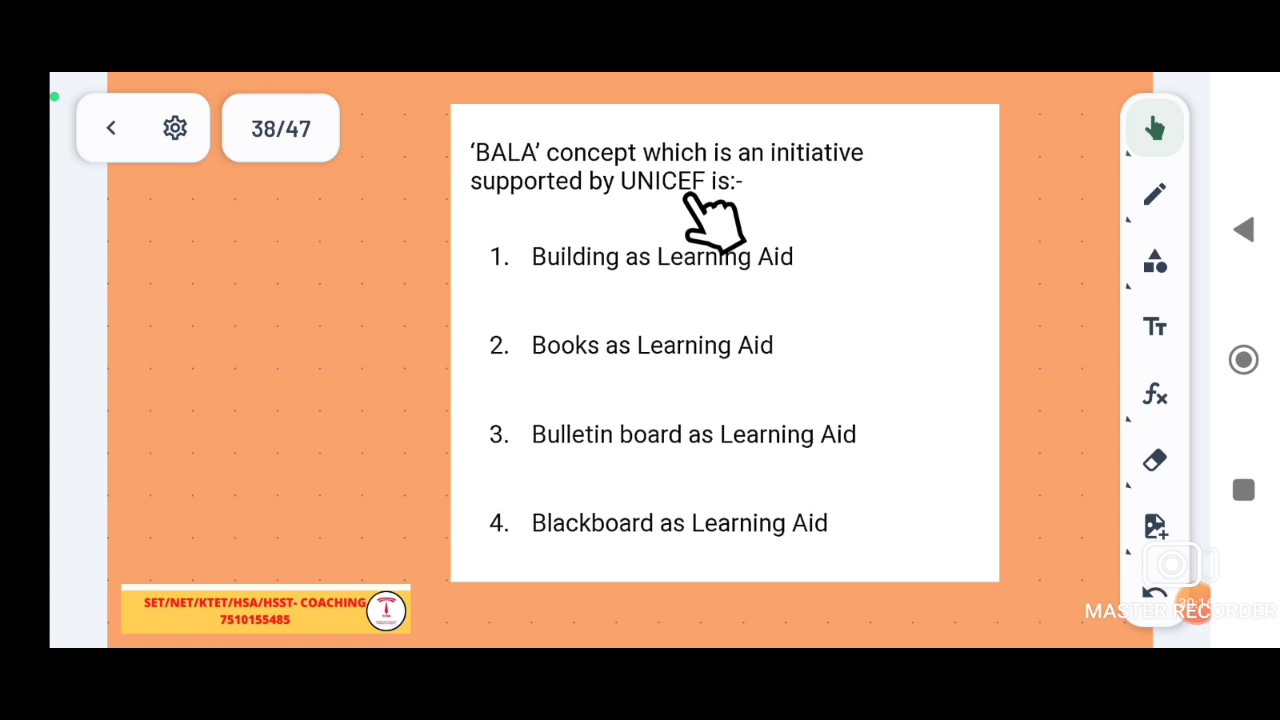 38/47
‘BALA’ concept which is an initiative
supported by UNICEF is:-
1. Building as Learning Aid
2. Books as Learning Aid
3. Bulletin board as Learning Aid
4. Blackboard as Learning Aid
SET/NET/KTET/HSA/HSST- COACHING
7510155485
Tт
fx
MASTER RECORDER